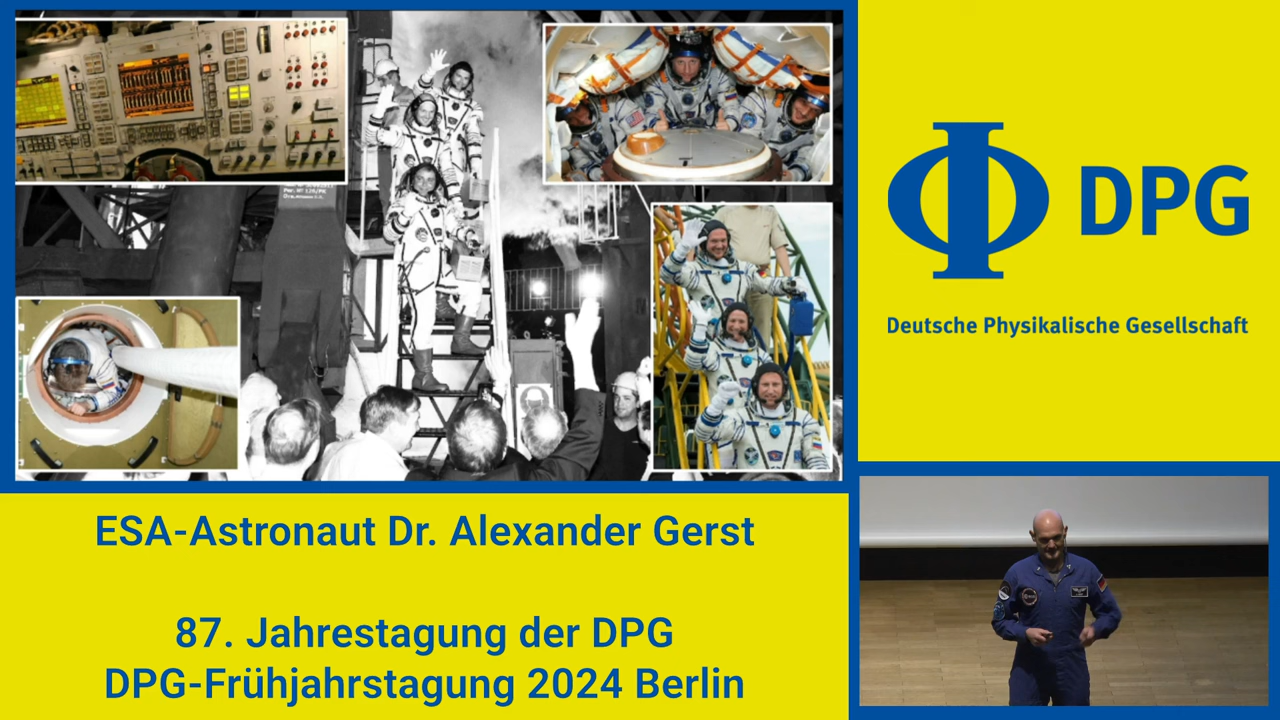 DPG
Deutsche Physikalische Gesellschaft
ESA-Astronaut Dr. Alexander Gerst
87. Jahrestagung der DPG
DPG-Frühjahrstagung 2024 Berlin